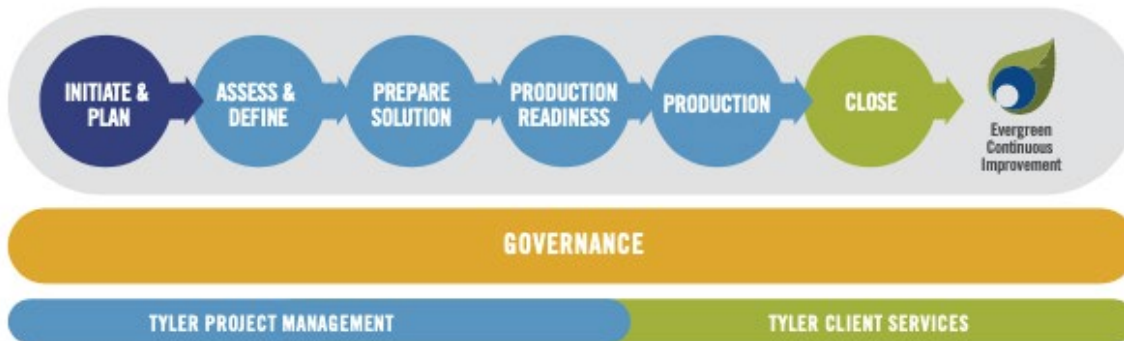 INITIATE &
PLAN
ASSESS &
DEFINE
PREPARE
SOLUTION
PRODUCTION
READINESS
PRODUCTION
CLOSE
Evergreen
Continuous
Improvement
GOVERNANCE
TYLER PROJECT MANAGEMENT
TYLER CLIENT SERVICES